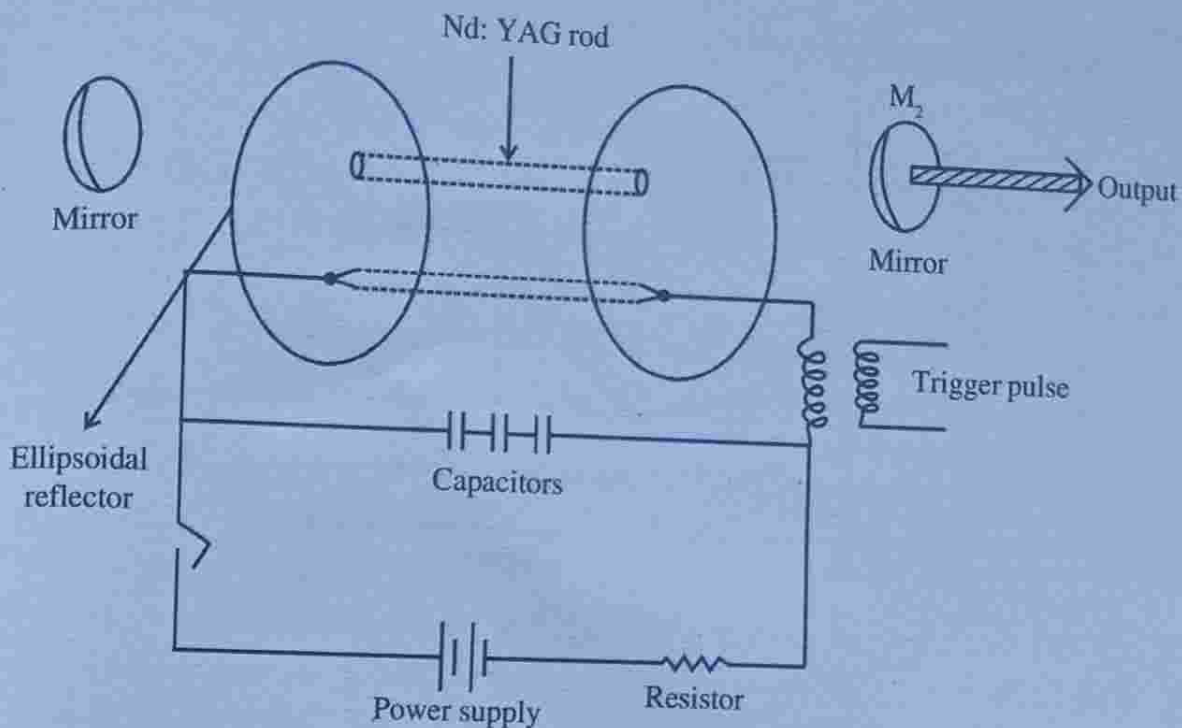 Nd: YAG rod
M2
Mirror
Output
Mirror
Trigger pulse
Ellipsoidal
reflector
Capacitors
Resistor
Power supply